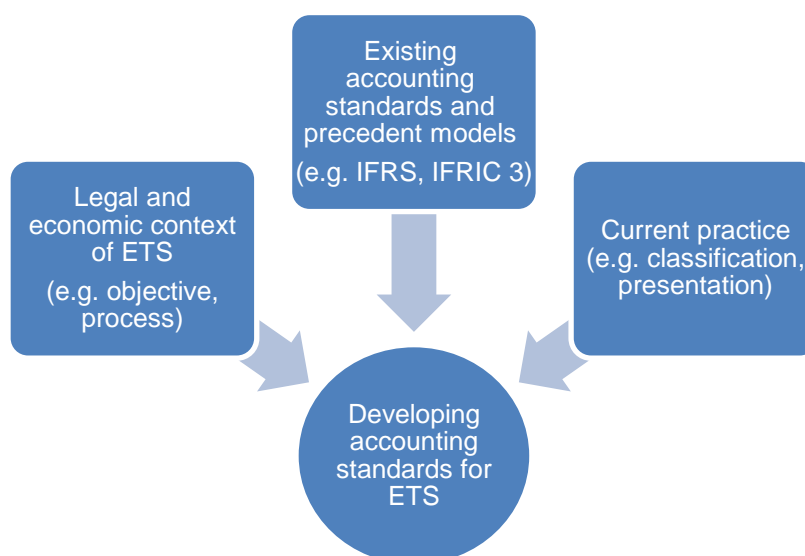 Existing
accounting
standards and
precedent models
(e.g. IFRS, IFRIC 3)
Legal and
economic context
of ETS
(e.g. objective,
process)
Current practice
(e.g. classification,
presentation)
Developing
accounting
standards for
ETS